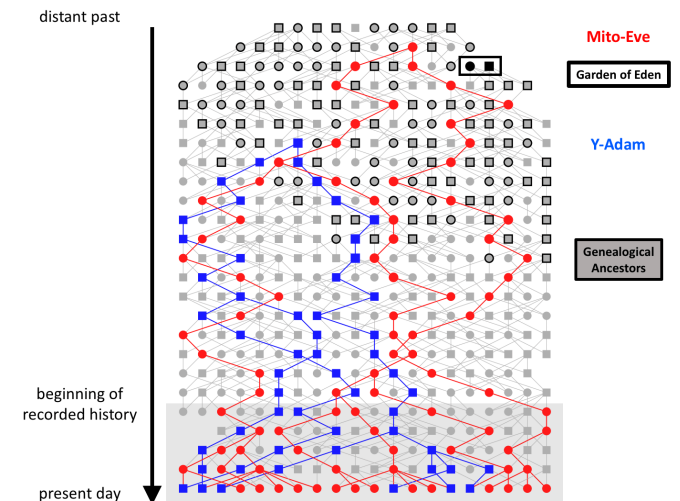 distant past
Mito-Eve
Garden of Eden
Y-Adam
Genealogical
Ancestors
beginning of
recorded history
present day